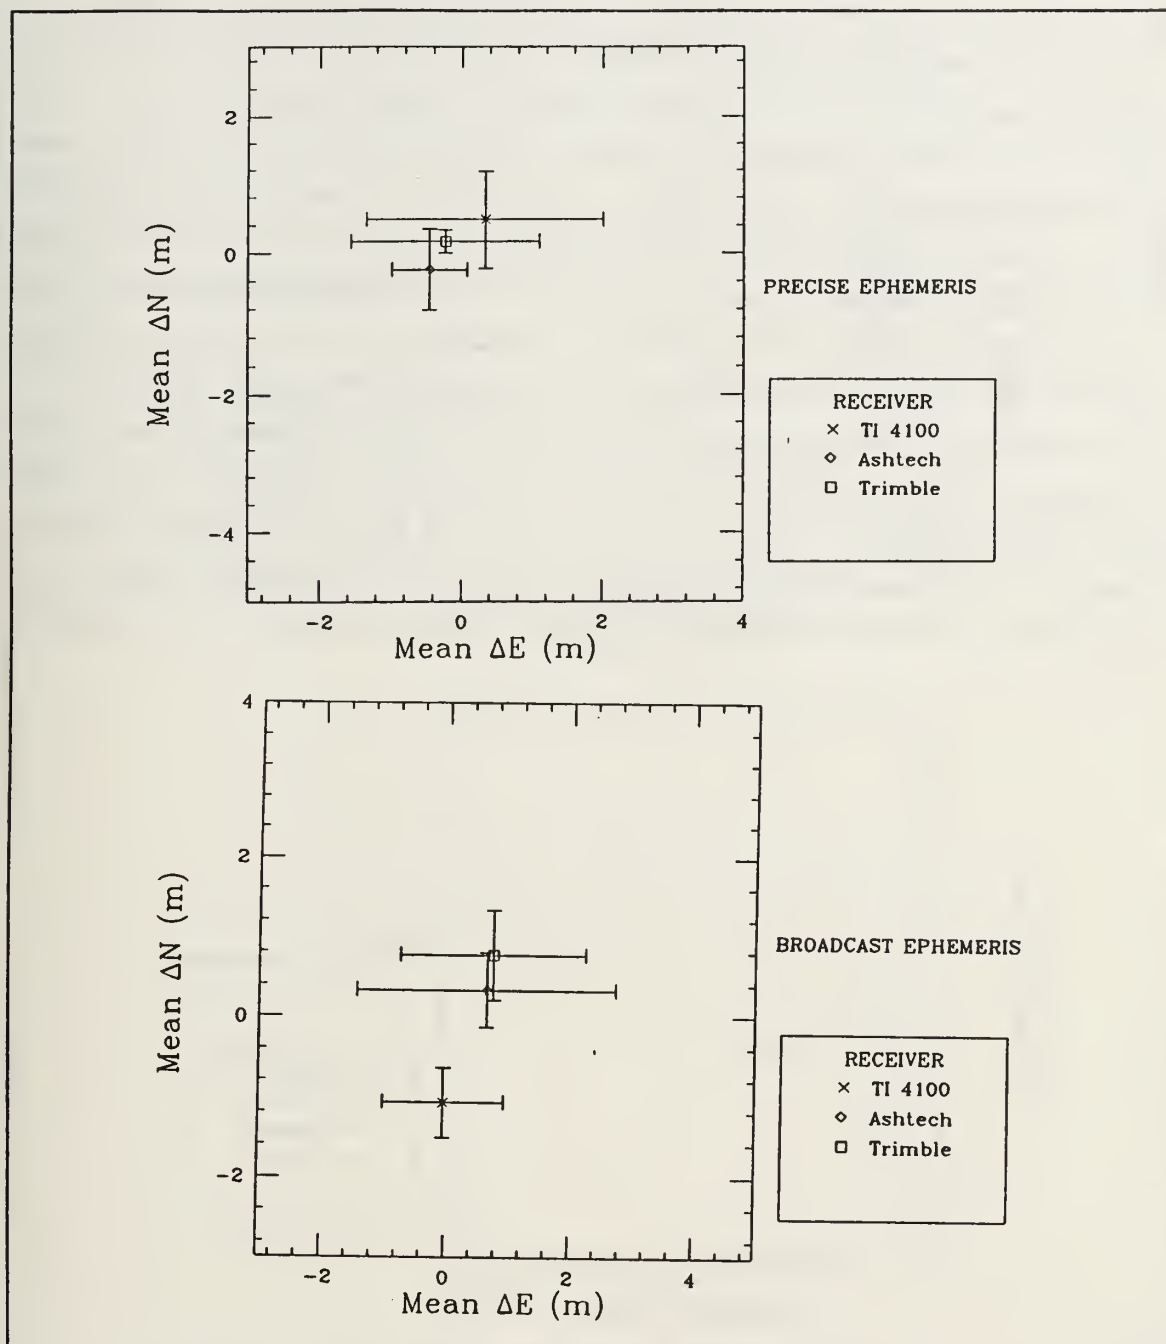 2
0
-2
-4
Mean ΔN (m)
-2 0 2 4
Mean ΔE (m)
PRECISE EPHEMERIS
RECEIVER
× TI 4100
◇ Ashtech
□ Trimble
4
2
0
-2
Mean ΔN (m)
-2 0 2
Mean ΔE (m)
BROADCAST EPHEMERIS
RECEIVER
× TI 4100
◇ Ashtech
□ Trimble